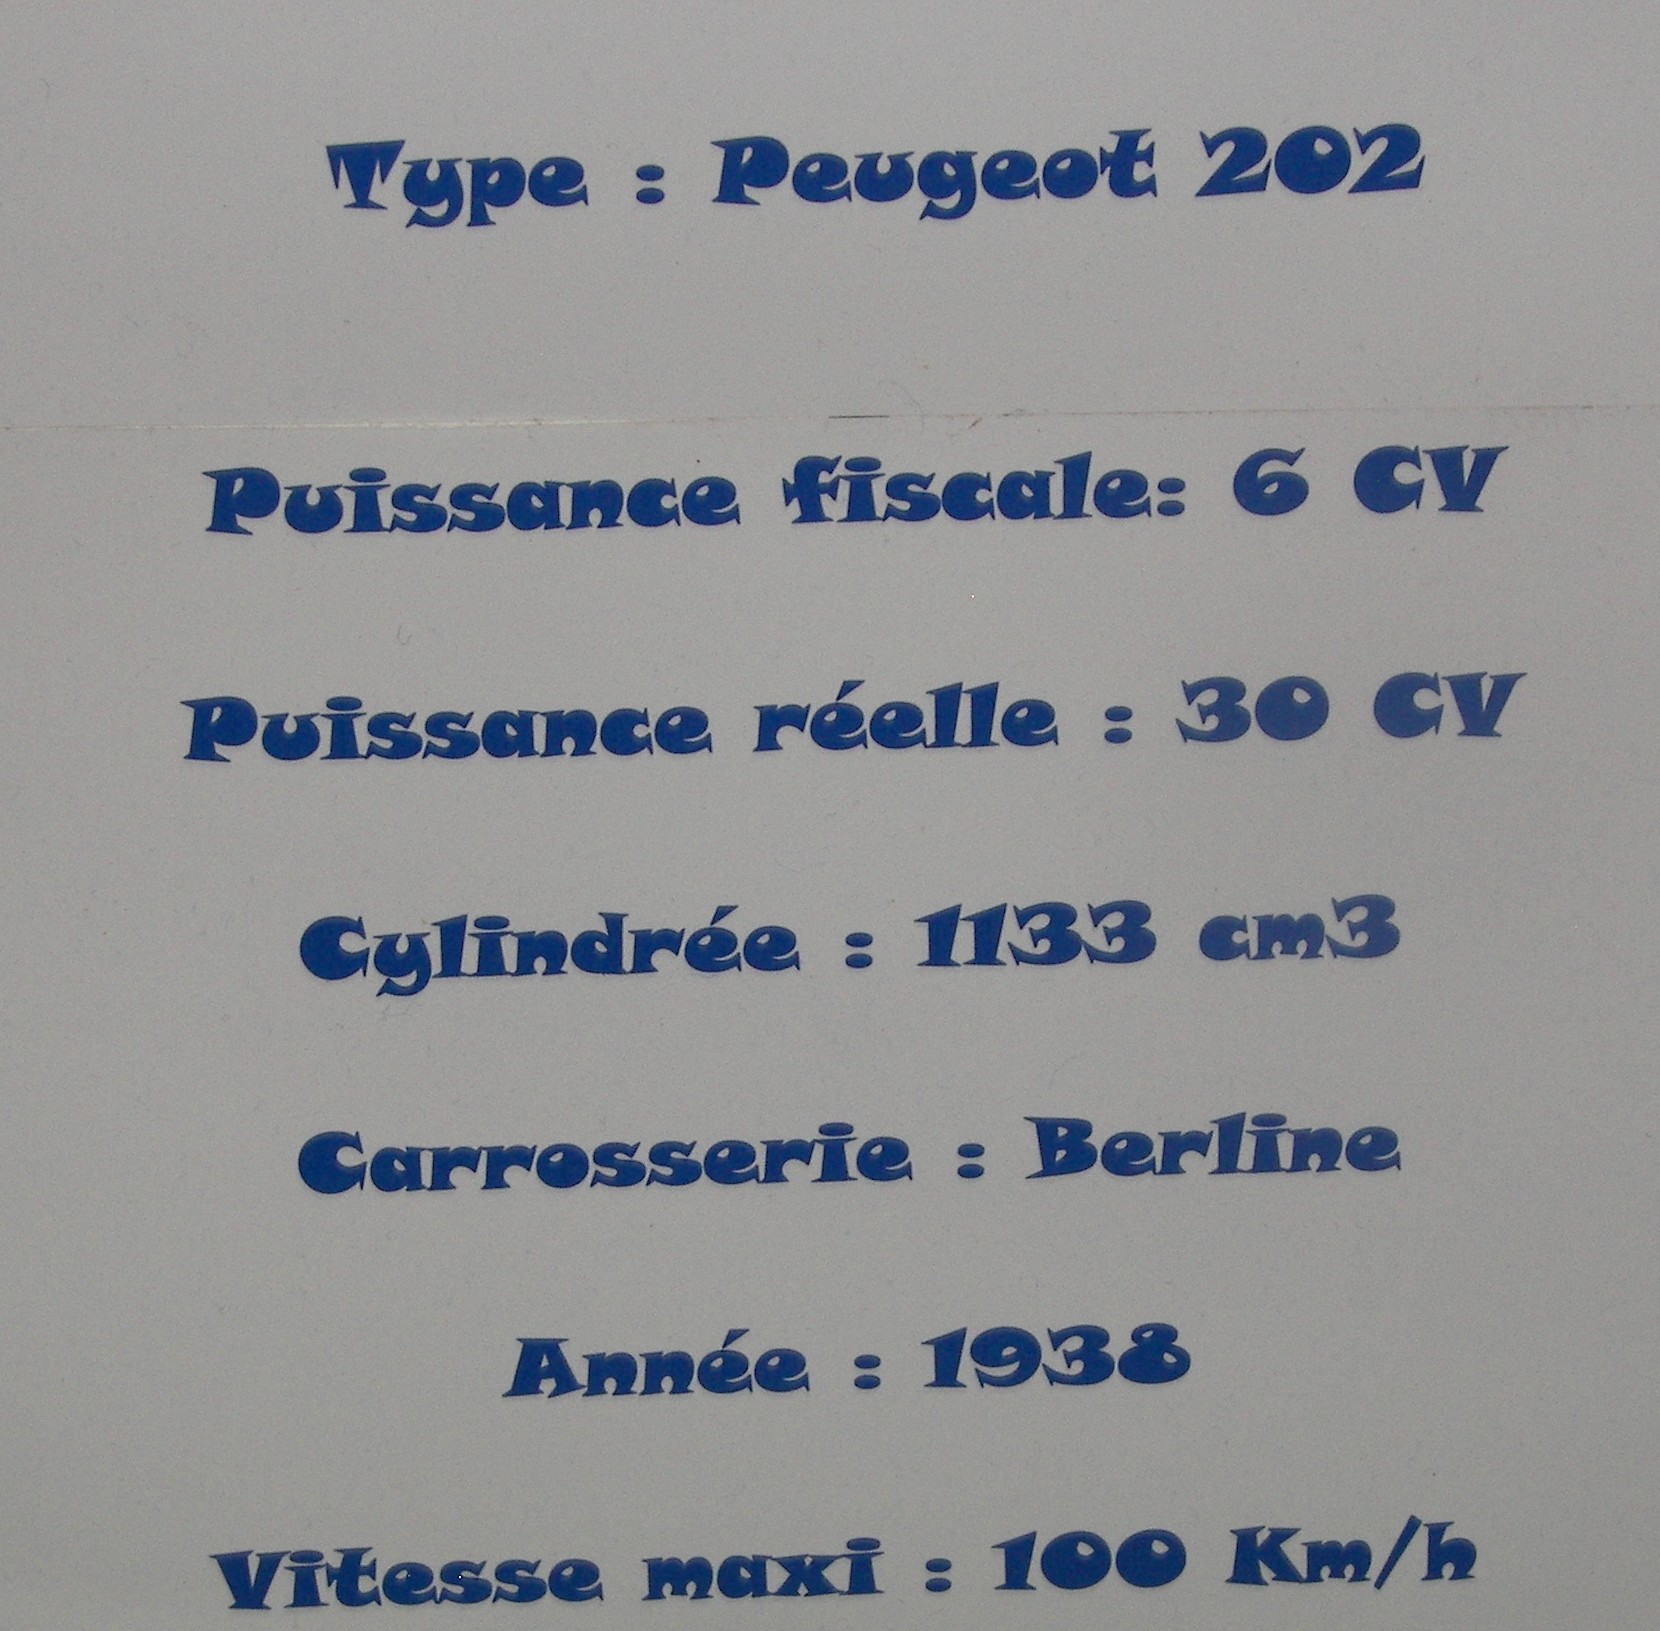 Type : Peugeot 202
Puissance fiscale: 6 CV
Puissance réelle : 30 CV
Cylindrée : 1133 cm3
Carrosserie : Berline
Année : 1938
Vitesse maxi : 100 Km/h